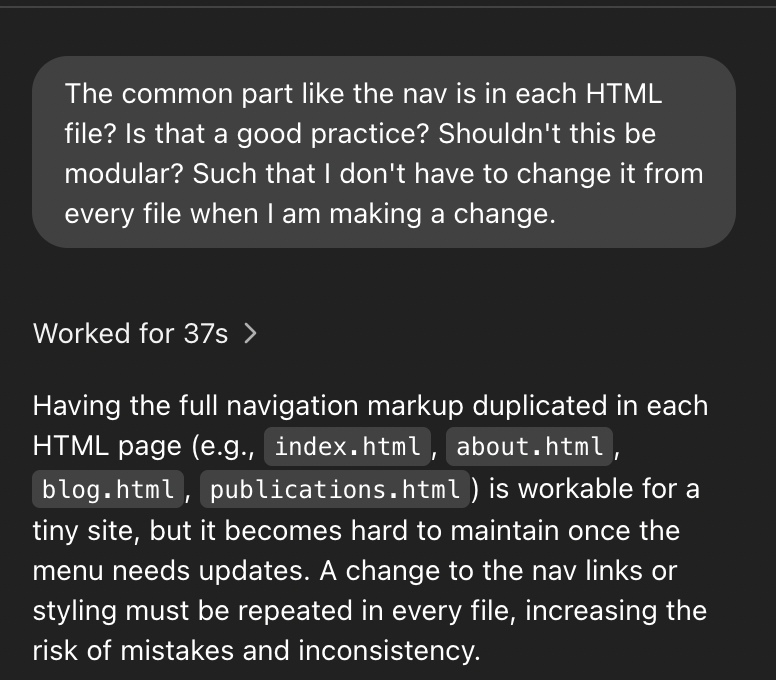 The common part like the nav is in each HTML
file? Is that a good practice? Shouldn't this be
modular? Such that I don't have to change it from
every file when I am making a change.
Worked for 37s
Having the full navigation markup duplicated in each
HTML page (e.g., index.html, about.html,
blog.html, publications.html) is workable for a
tiny site, but it becomes hard to maintain once the
menu needs updates. A change to the nav links or
styling must be repeated in every file, increasing the
risk of mistakes and inconsistency.